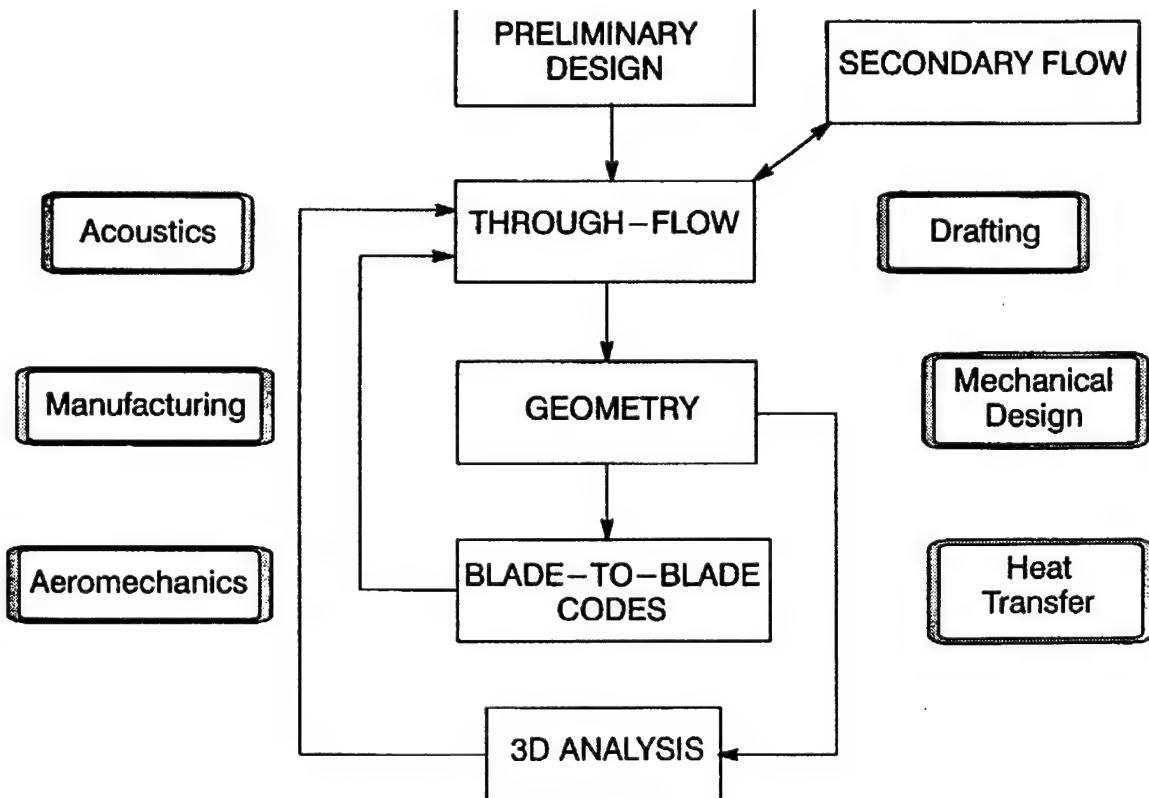 PRELIMINARY
DESIGN
SECONDARY FLOW
Acoustics
THROUGH–FLOW
Drafting
Manufacturing
GEOMETRY
Mechanical
Design
Aeromechanics
BLADE–TO–BLADE
CODES
Heat
Transfer
3D ANALYSIS